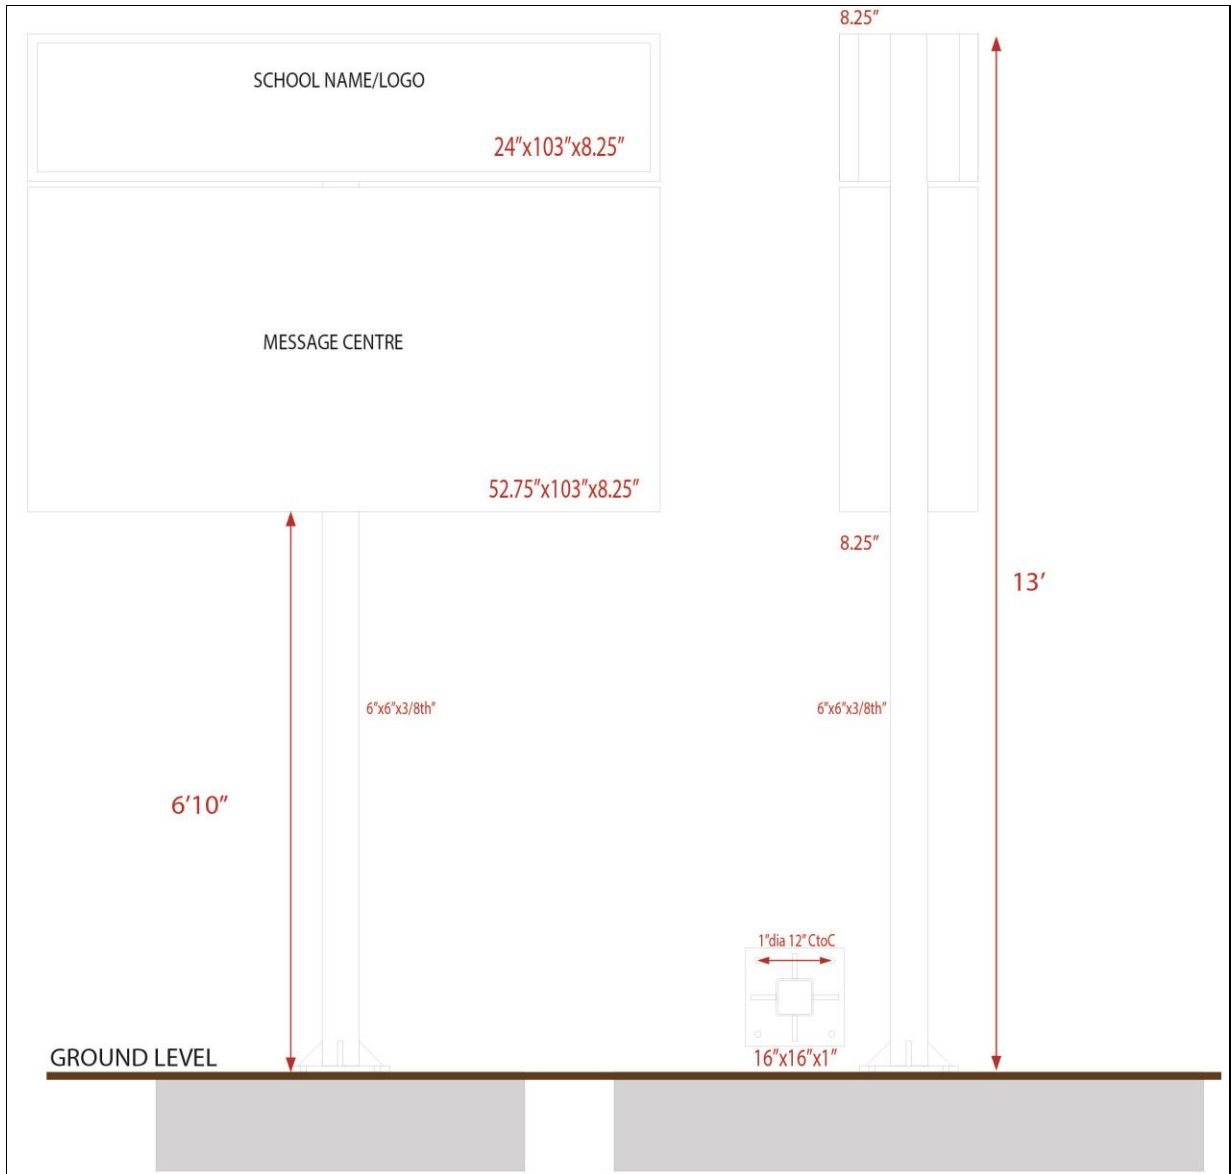 8.25”
SCHOOL NAME/LOGO
24”x103”x8.25”
MESSAGE CENTRE
52.75”x103”x8.25”
8.25”
13’
6”x6”x3/8th”
6”x6”x3/8th”
6’10”
1”dia 12” CtoC
GROUND LEVEL
16”x16”x1”